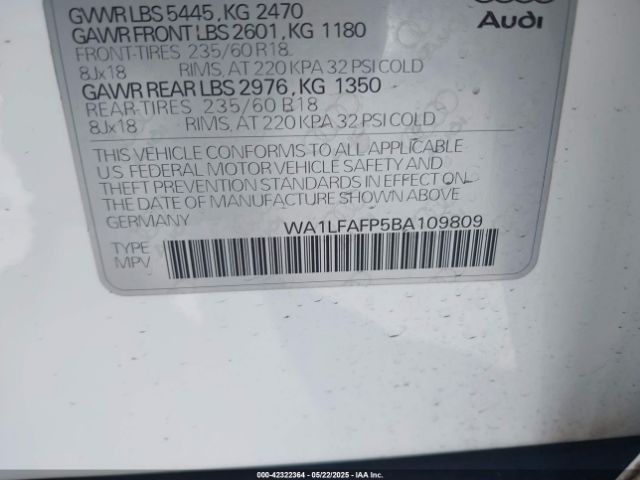 GVWR LBS 5445, KG 2470
GAWR FRONT LBS 2601, KG 1180
FRONT-TIRES 235/60 R18
8Jx18 RIMS, AT 220 KPA 32 PSI COLD
GAWR REAR LBS 2976, KG 1350
REAR-TIRES 235/60 R18
8Jx18 RIMS, AT 220 KPA 32 PSI COLD
Audi
THIS VEHICLE CONFORMS TO ALL APPLICABLE
US FEDERAL MOTOR VEHICLE SAFETY AND
THEFT PREVENTION STANDARDS IN EFFECT ON
THE DATE OF MANUFACTURE SHOWN ABOVE
GERMANY WA1LFAFP5BA109809
TYPE
MPV
000-42322364 - 05/22/2025 - COPYRIGHT IAA, LLC.